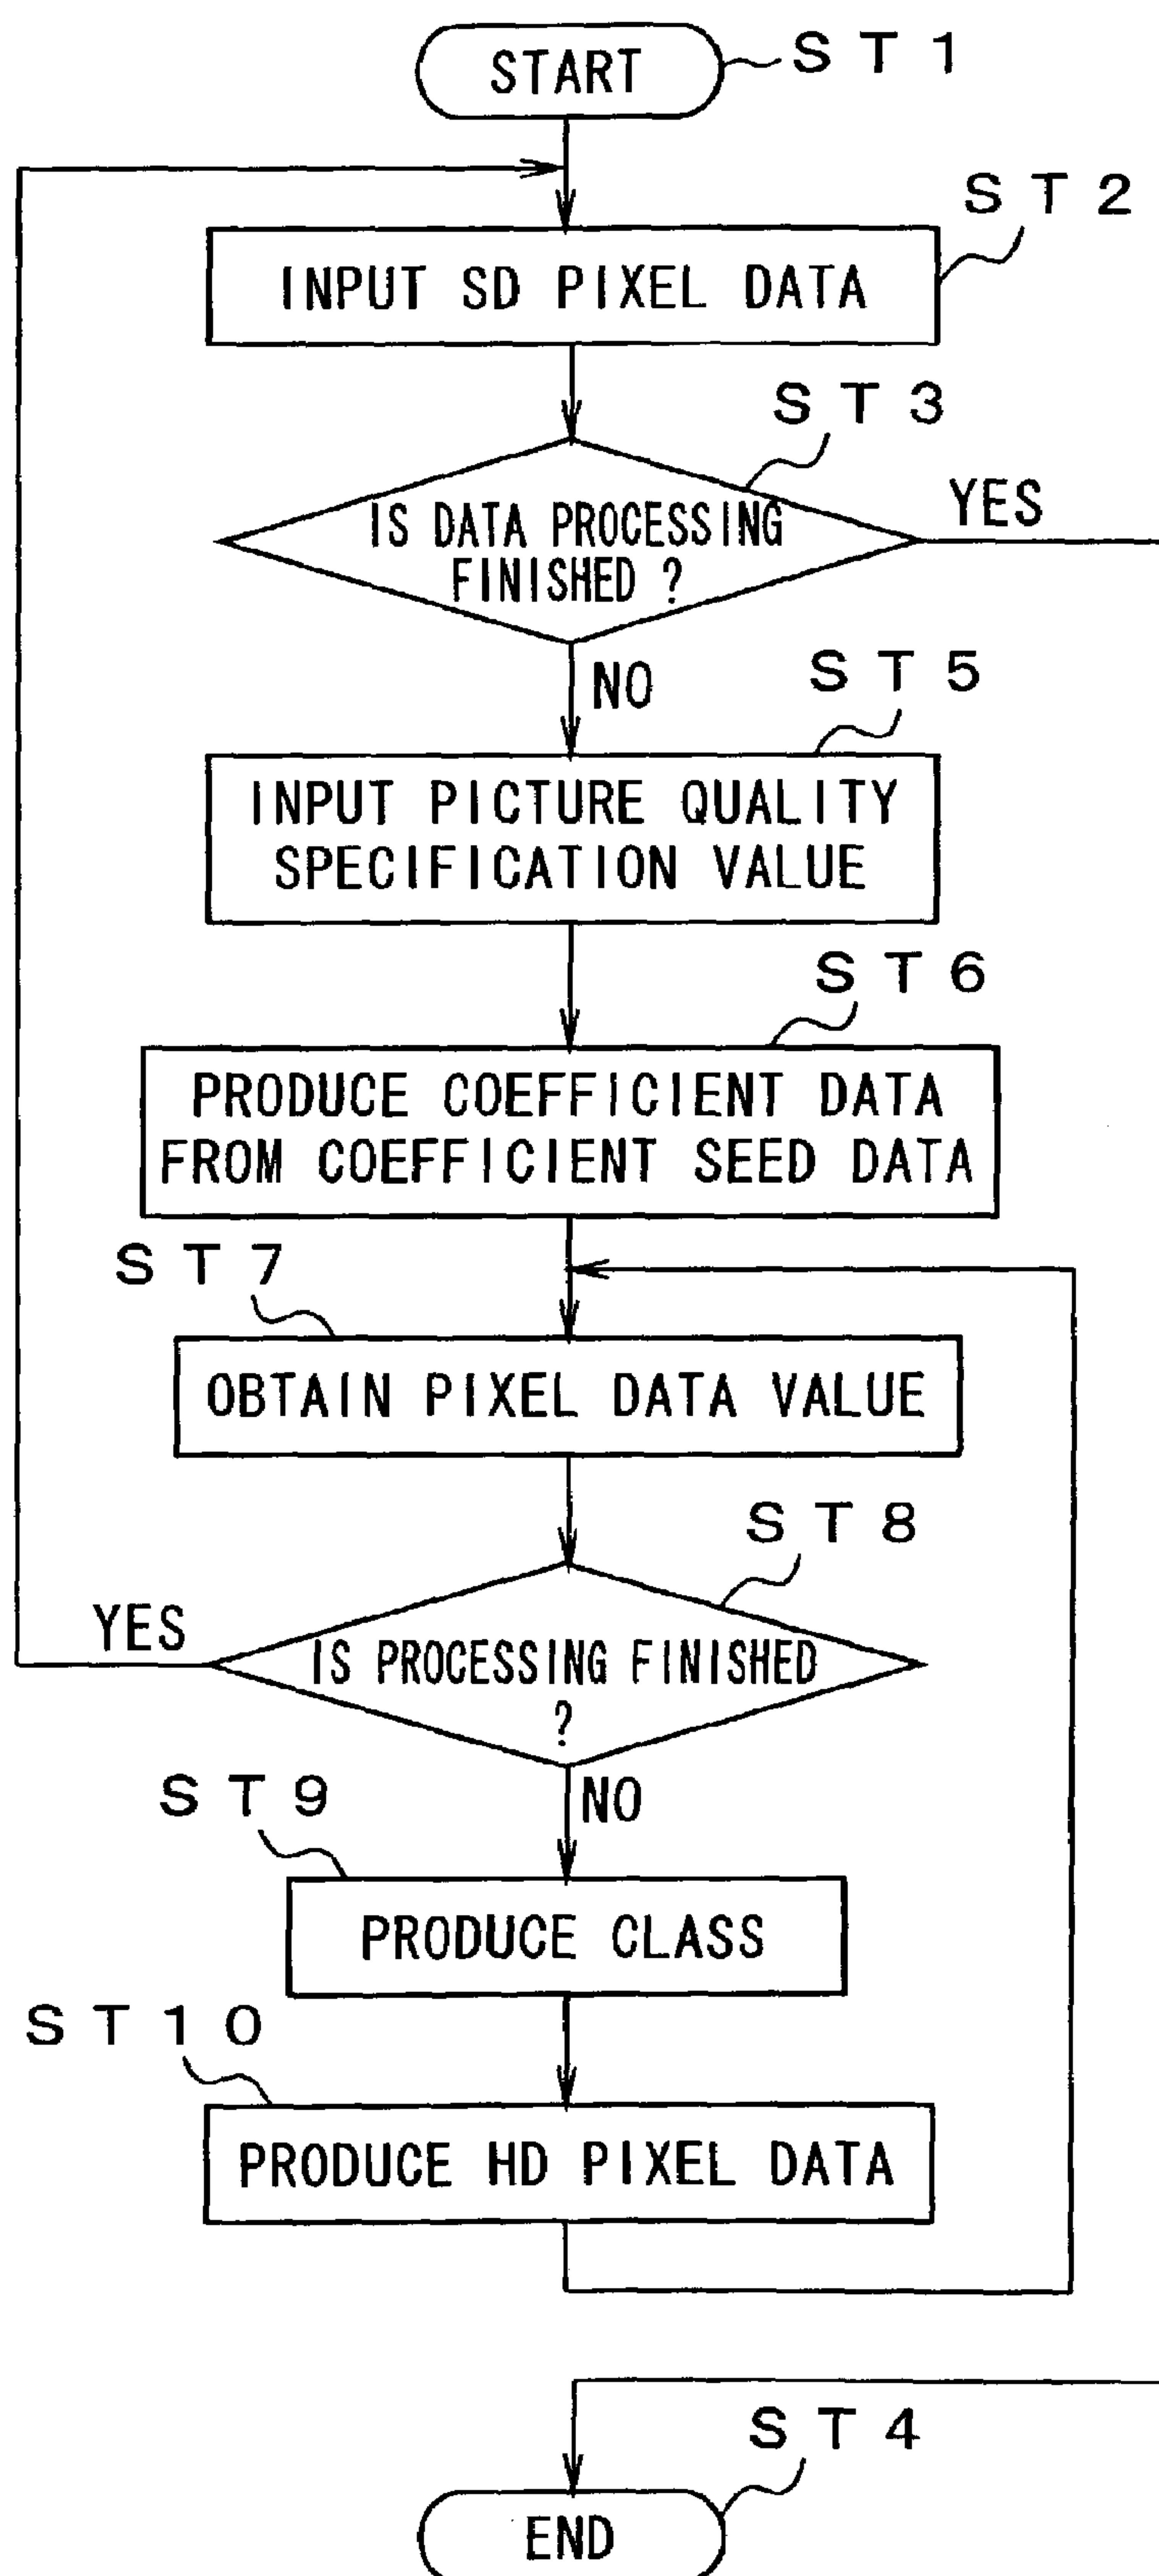 START
ST1
ST2
INPUT SD PIXEL DATA
ST3
IS DATA PROCESSING
FINISHED ?
YES
NO
ST5
INPUT PICTURE QUALITY
SPECIFICATION VALUE
ST6
PRODUCE COEFFICIENT DATA
FROM COEFFICIENT SEED DATA
ST7
OBTAIN PIXEL DATA VALUE
ST8
YES
IS PROCESSING FINISHED
?
NO
ST9
PRODUCE CLASS
ST10
PRODUCE HD PIXEL DATA
ST4
END